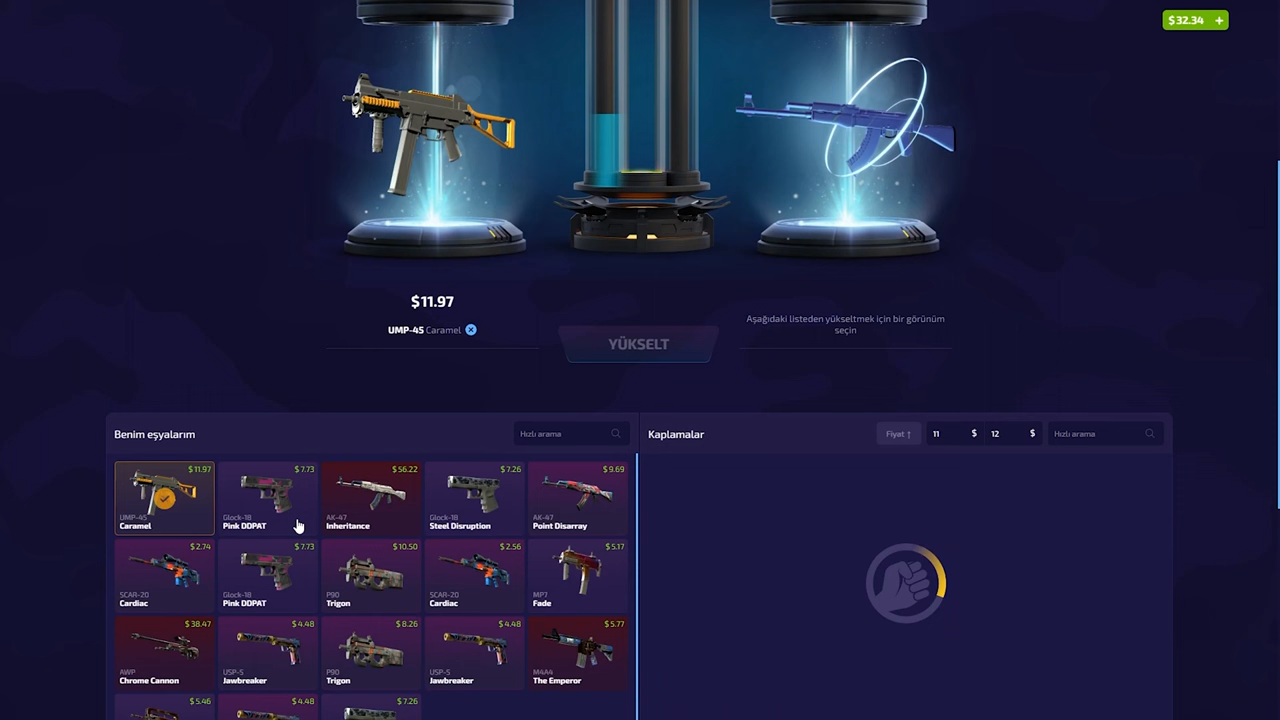 $32.34 +
$11.97
UMP-45 Caramel
Aşağıdaki listeden yükseltmek için bir görünüm
seçin
YÜKSELT
Benim eşyalarım
Hızlı arama
Kaplamalar
Fiyat ↑
11 $
12 $
Hızlı arama
$11.97
UMP-45
Caramel
$7.73
Glock-18
Pink DDPAT
$56.22
AK-47
Inheritance
$7.26
Glock-18
Steel Disruption
$9.69
AK-47
Point Disarray
$2.74
SCAR-20
Cardiac
$7.73
Glock-18
Pink DDPAT
$10.50
P90
Trigon
$2.56
SCAR-20
Cardiac
$5.17
MP7
Fade
$38.47
AWP
Chrome Cannon
$4.48
USP-S
Jawbreaker
$8.26
P90
Trigon
$4.48
USP-S
Jawbreaker
$5.77
M4A4
The Emperor
$5.46
$4.48
$7.26